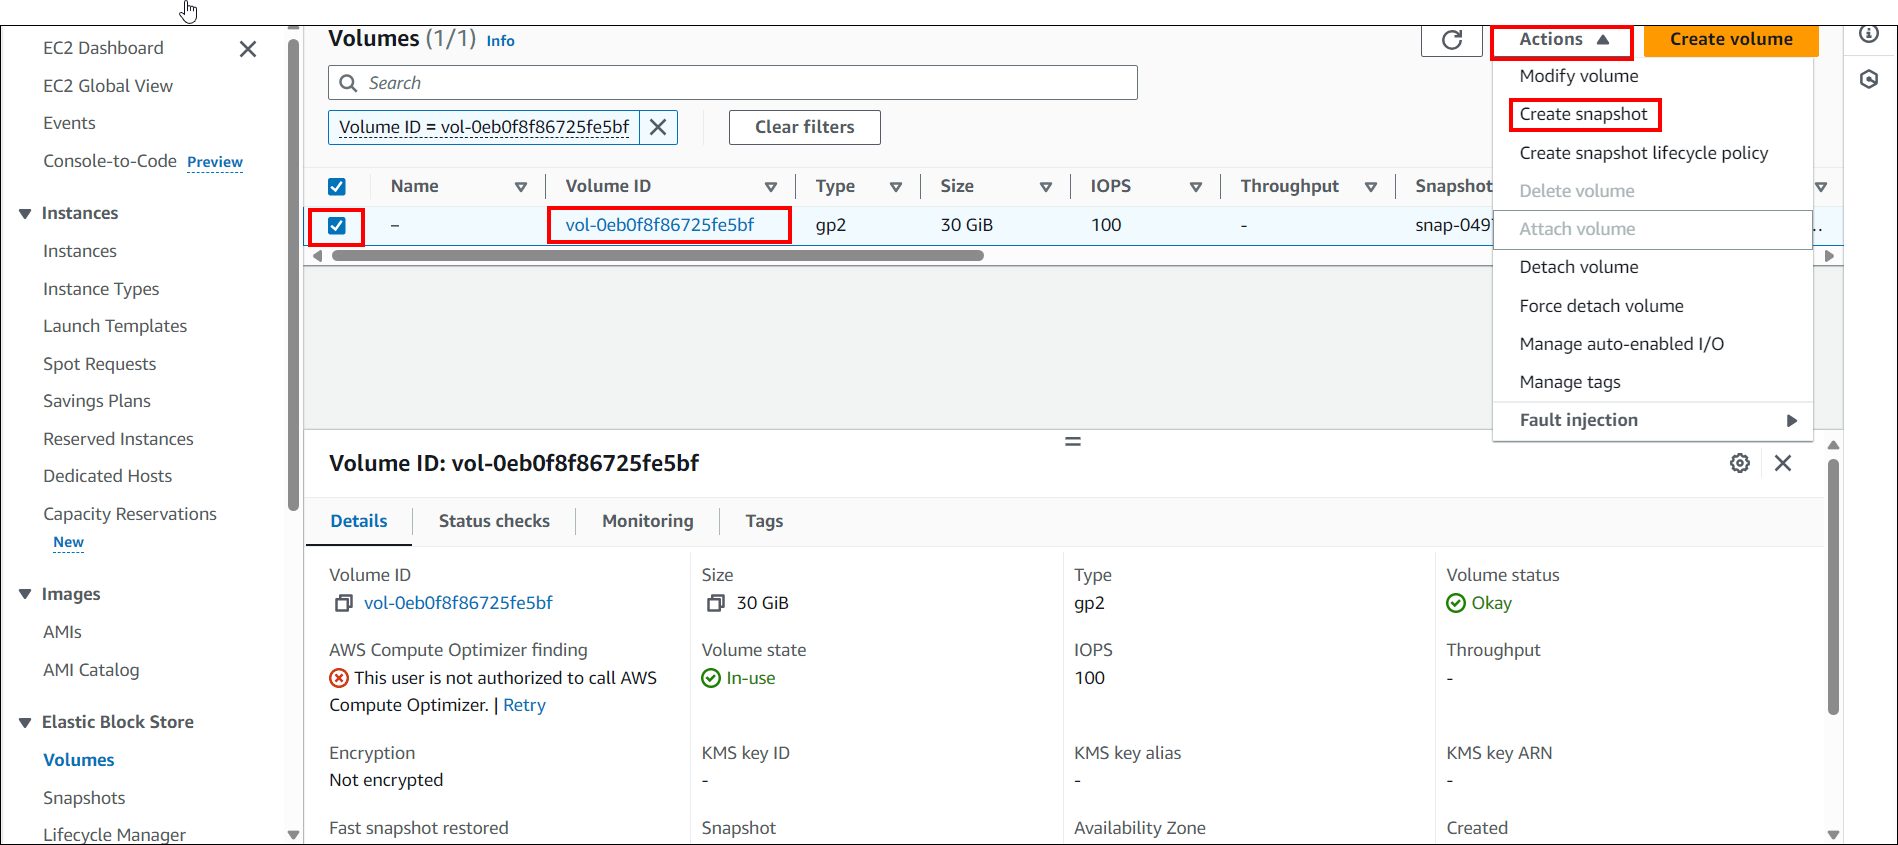 EC2 Dashboard
EC2 Global View
Events
Console-to-Code Preview
Instances
Instances
Instance Types
Launch Templates
Spot Requests
Savings Plans
Reserved Instances
Dedicated Hosts
Capacity Reservations
New
Images
AMIs
AMI Catalog
Elastic Block Store
Volumes
Snapshots
Lifecycle Manager
Volumes (1/1) Info
Actions
Create volume
Search
Volume ID = vol-0eb0f8f86725fe5bf
Clear filters
Name Volume ID Type Size IOPS Throughput Snapshot
– vol-0eb0f8f86725fe5bf gp2 30 GiB 100 - snap-049
Modify volume
Create snapshot
Create snapshot lifecycle policy
Delete volume
Attach volume
Detach volume
Force detach volume
Manage auto-enabled I/O
Manage tags
Fault injection
Volume ID: vol-0eb0f8f86725fe5bf
Details Status checks Monitoring Tags
Volume ID Size Type Volume status
vol-0eb0f8f86725fe5bf 30 GiB gp2 Okay
AWS Compute Optimizer finding Volume state IOPS Throughput
This user is not authorized to call AWS In-use 100 -
Compute Optimizer. | Retry
Encryption KMS key ID KMS key alias KMS key ARN
Not encrypted - - -
Fast snapshot restored Snapshot Availability Zone Created